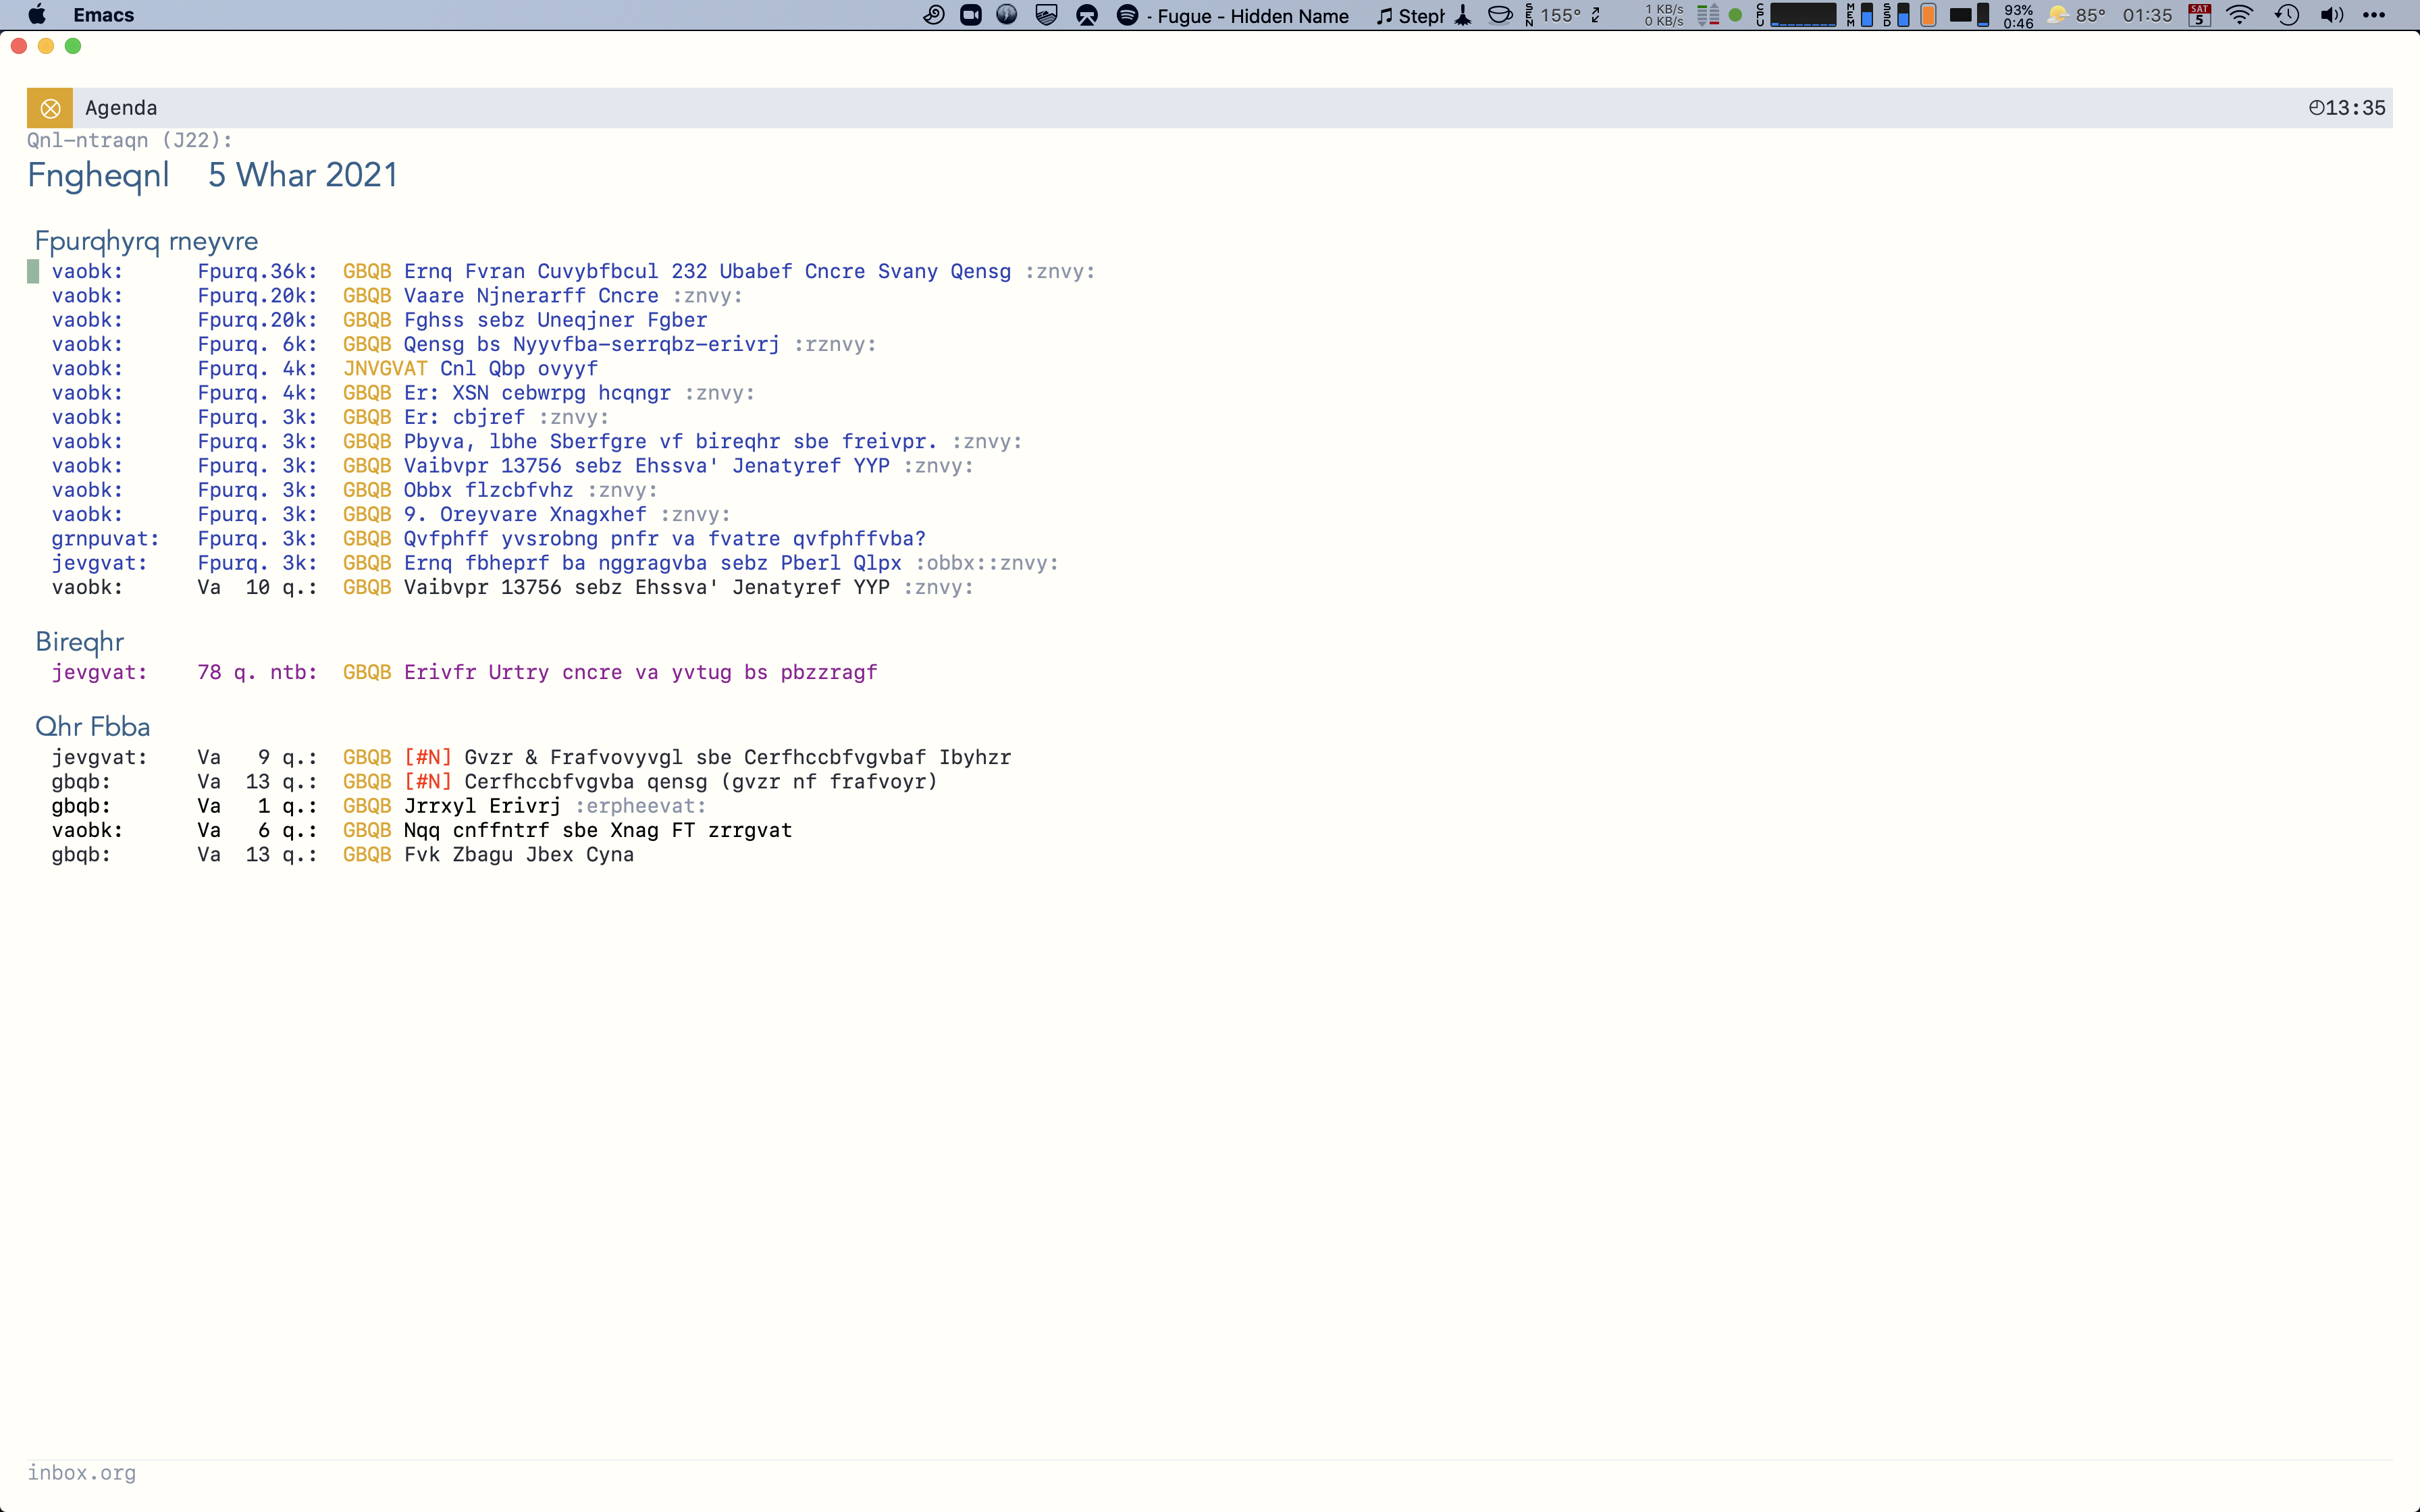 Emacs - Fugue - Hidden Name Steph SEN 155° 1 KB/s 0 KB/s CPU MEM SSD 93% 0:46 85° 01:35 SAT 5
Agenda 13:35
Qnl-ntraqn (J22):
Fngheqnl 5 Whar 2021
Fpurqhyrq rneyvre
vaobk: Fpurq.36k: GBQB Ernq Fvran Cuvybfbcul 232 Ubabef Cncre Svany Qensg :znvy:
vaobk: Fpurq.20k: GBQB Vaare Njnerarff Cncre :znvy:
vaobk: Fpurq.20k: GBQB Fghss sebz Uneqjner Fgber
vaobk: Fpurq. 6k: GBQB Qensg bs Nyyvfba-serrqbz-erivrj :rznvy:
vaobk: Fpurq. 4k: JNVGVAT Cnl Qbp ovyyf
vaobk: Fpurq. 4k: GBQB Er: XSN cebwrpg hcqngr :znvy:
vaobk: Fpurq. 3k: GBQB Er: cbjref :znvy:
vaobk: Fpurq. 3k: GBQB Pbyva, lbhe Sberfgre vf bireqhr sbe freivpr. :znvy:
vaobk: Fpurq. 3k: GBQB Vaibvpr 13756 sebz Ehssva' Jenatyref YYP :znvy:
vaobk: Fpurq. 3k: GBQB Obbx flzcbfvhz :znvy:
vaobk: Fpurq. 3k: GBQB 9. Oreyvare Xnagxhef :znvy:
grnpuvat: Fpurq. 3k: GBQB Qvfphff yvsrobng pnfr va fvatre qvfphffvba?
jevgvat: Fpurq. 3k: GBQB Ernq fbheprf ba nggragvba sebz Pberl Qlpx :obbx::znvy:
vaobk: Va 10 q.: GBQB Vaibvpr 13756 sebz Ehssva' Jenatyref YYP :znvy:
Bireqhr
jevgvat: 78 q. ntb: GBQB Erivfr Urtry cncre va yvtug bs pbzzragf
Qhr Fbba
jevgvat: Va 9 q.: GBQB [#N] Gvzr & Frafvovyvgl sbe Cerfhccbfvgvbaf Ibyhzr
gbqb: Va 13 q.: GBQB [#N] Cerfhccbfvgvba qensg (gvzr nf frafvoyr)
gbqb: Va 1 q.: GBQB Jrrxyl Erivrj :erpheevat:
vaobk: Va 6 q.: GBQB Nqq cnffntrf sbe Xnag FT zrrgvat
gbqb: Va 13 q.: GBQB Fvk Zbagu Jbex Cyna
inbox.org